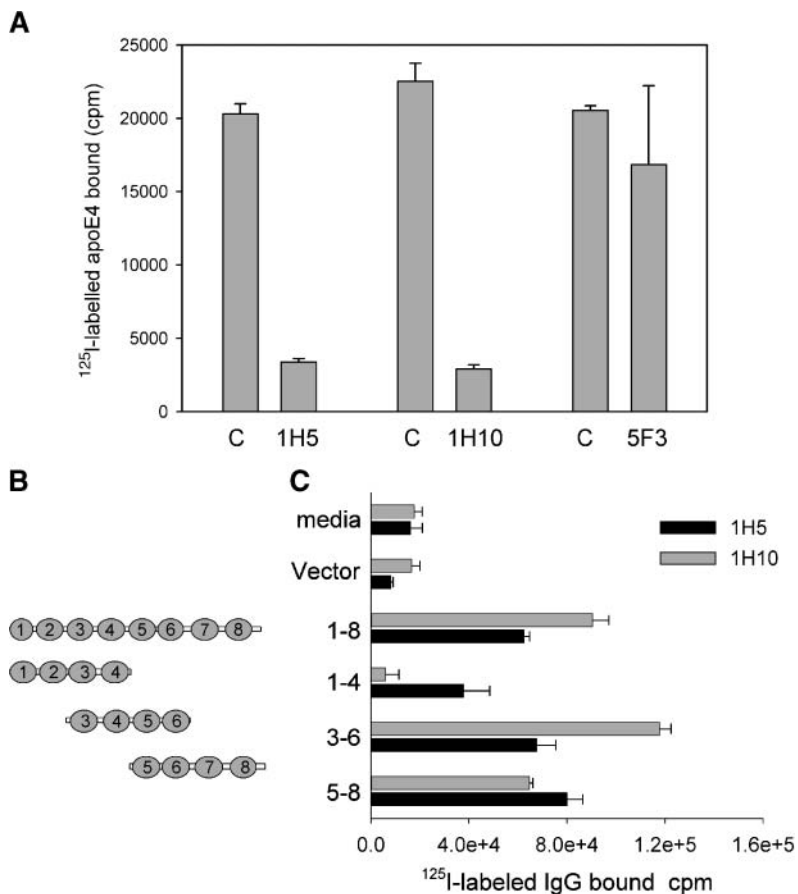 A
¹²⁵I-labelled apoE4 bound (cpm)
25000
20000
15000
10000
5000
0
C 1H5 C 1H10 C 5F3
B
1 2 3 4 5 6 7 8
1 2 3 4
3 4 5 6
5 6 7 8
C
media
Vector
1-8
1-4
3-6
5-8
1H5
1H10
0.0 4.0e+4 8.0e+4 1.2e+5 1.6e+5
¹²⁵I-labeled IgG bound cpm